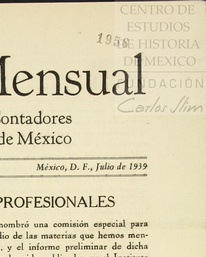 CENTRO DE
ESTUDIOS
DE HISTORIA
DE MEXICO
FUNDACIÓN
Carlos Slim
1958
Mensual
Contadores
de México
México, D. F., Julio de 1939
PROFESIONALES
nombró una comisión especial para
dio de las materias que hemos men-
, y el informe preliminar de dicha